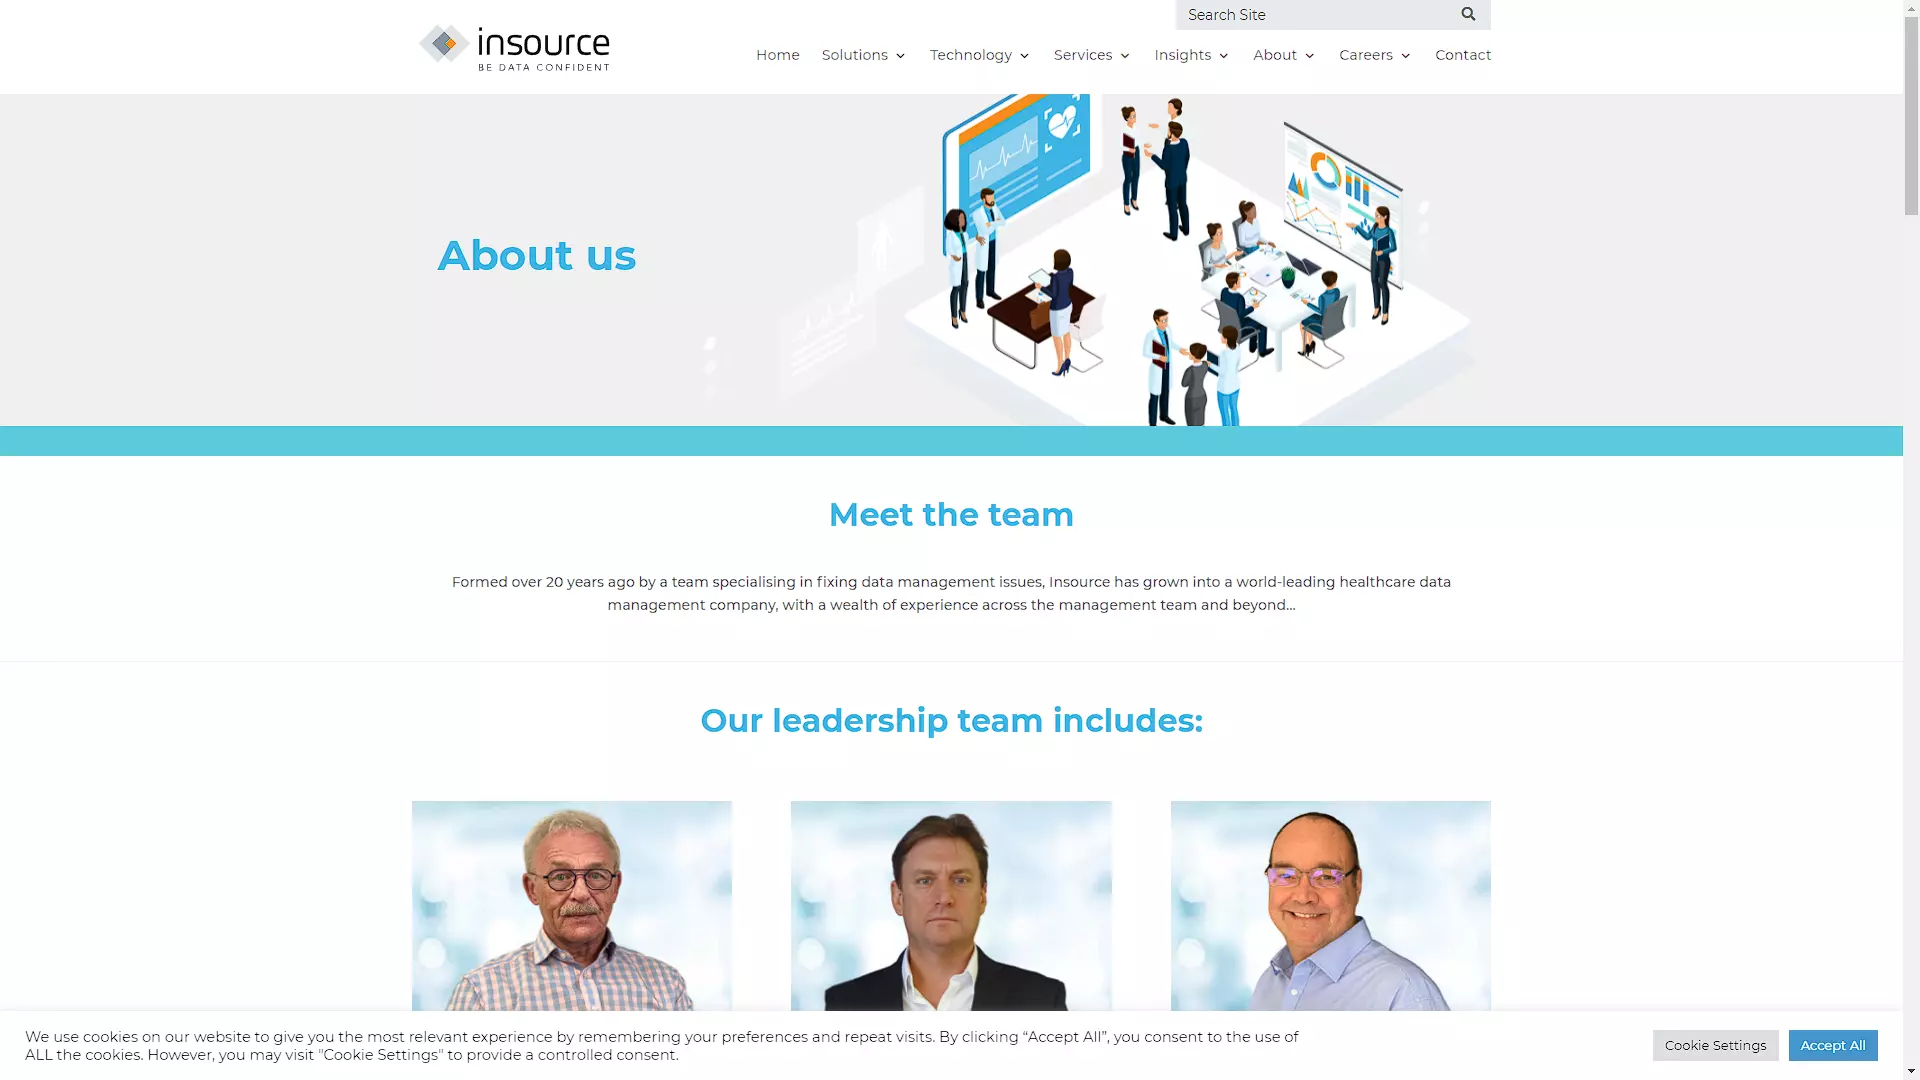 Search Site
insource
BE DATA CONFIDENT
Home Solutions Technology Services Insights About Careers Contact
About us
Meet the team
Formed over 20 years ago by a team specialising in fixing data management issues, Insource has grown into a world-leading healthcare data
management company, with a wealth of experience across the management team and beyond...
Our leadership team includes:
We use cookies on our website to give you the most relevant experience by remembering your preferences and repeat visits. By clicking “Accept All”, you consent to the use of
ALL the cookies. However, you may visit "Cookie Settings" to provide a controlled consent.
Cookie Settings
Accept All